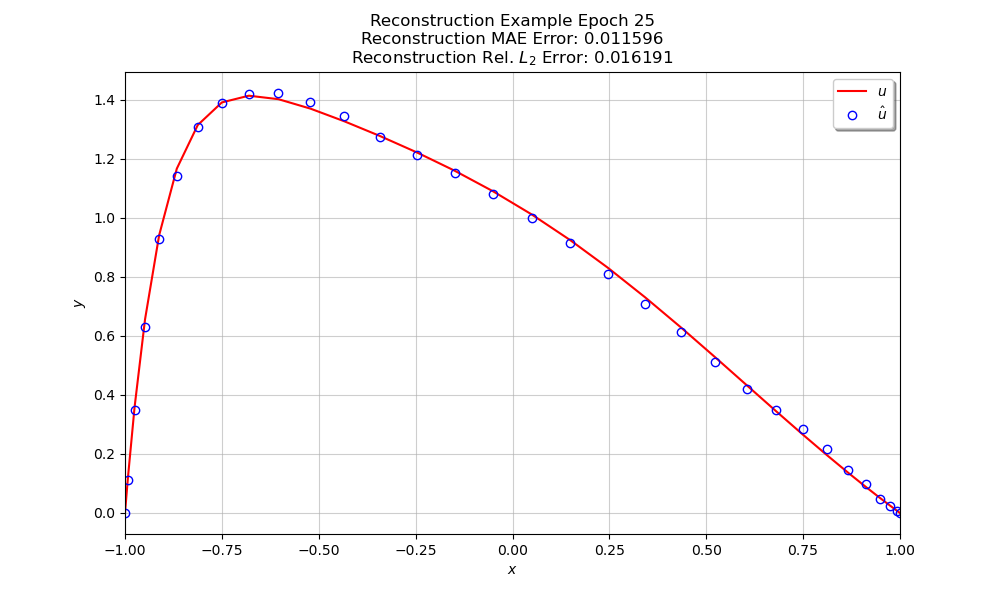 Reconstruction Example Epoch 25
Reconstruction MAE Error: 0.011596
Reconstruction Rel. L₂ Error: 0.016191
u
û
1.4
1.2
1.0
0.8
0.6
0.4
0.2
0.0
y
−1.00 −0.75 −0.50 −0.25 0.00 0.25 0.50 0.75 1.00
x